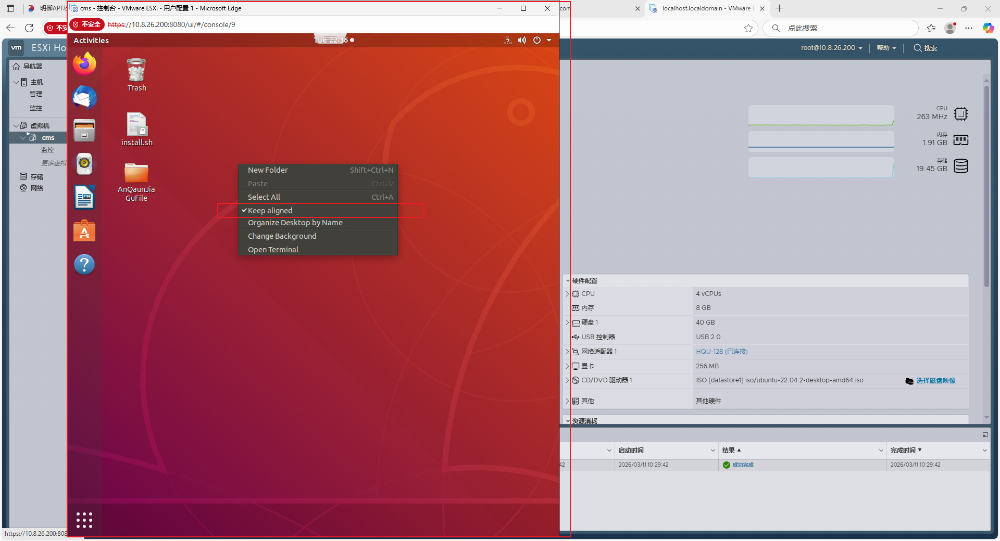 明御APT攻
cms - 控制台 - VMware ESXi - 用户配置 1 - Microsoft Edge
com
localhost.localdomain - VMware E
不安全
https://10.8.26.200:8080/ui/#/console/9
点此搜索
vm
ESXi Ho
root@10.8.26.200
帮助
搜索
导航器
主机
管理
监控
虚拟机
cms
监控
更多虚拟
存储
网络
Activities
Tue 22:36
Trash
install.sh
AnQaunJia
GuFile
New Folder Shift+Ctrl+N
Paste Ctrl+V
Select All Ctrl+A
Keep aligned
Organize Desktop by Name
Change Background
Open Terminal
CPU
263 MHz
内存
1.91 GB
存储
19.45 GB
硬件配置
CPU 4 vCPUs
内存 8 GB
硬盘 1 40 GB
USB 控制器 USB 2.0
网络适配器 1 HQU-128 (已连接)
显卡 256 MB
CD/DVD 驱动器 1 ISO [datastore1] iso/ubuntu-22.04.2-desktop-amd64.iso 选择磁盘映像
其他 其他硬件
资源消耗
启动时间 结果 完成时间
42 2026/03/11 10:29:42 成功完成 2026/03/11 10:29:42
https://10.8.26.200:808